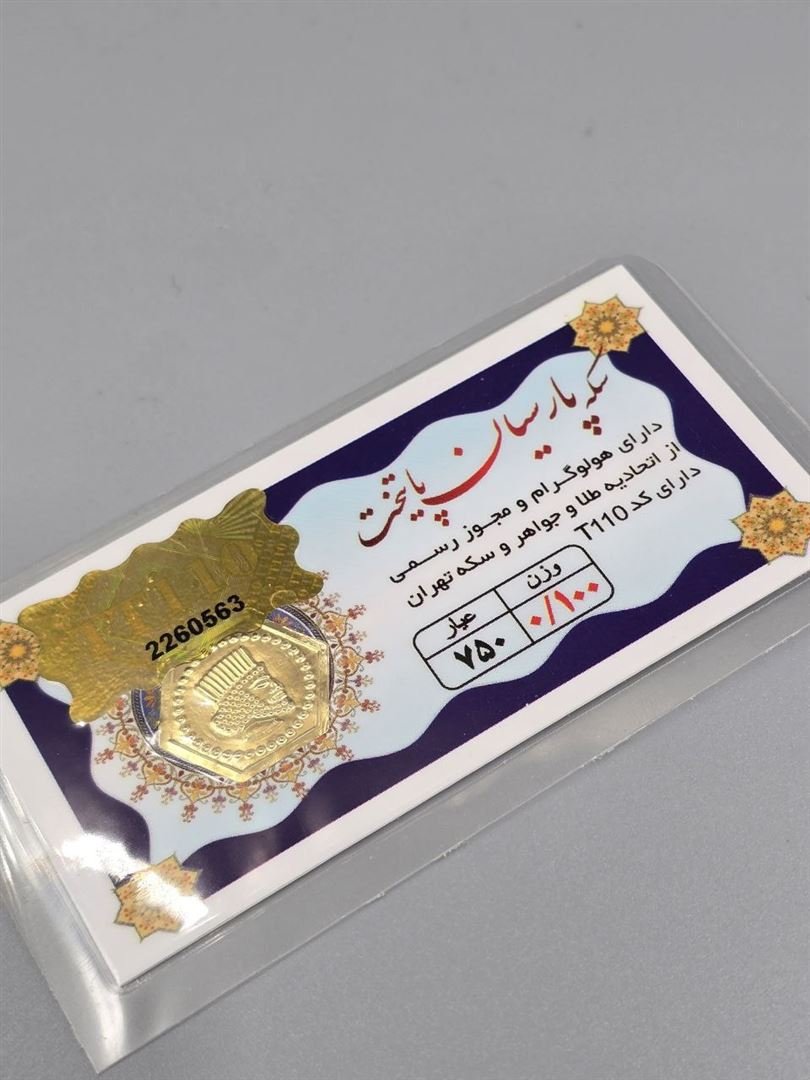 سکه پارسیان پایتخت
دارای هولوگرام و مجوز رسمی
از اتحادیه طلا و جواهر و سکه تهران
دارای کد T110
وزن عیار
۰/۱۰۰ ۷۵۰
2260563